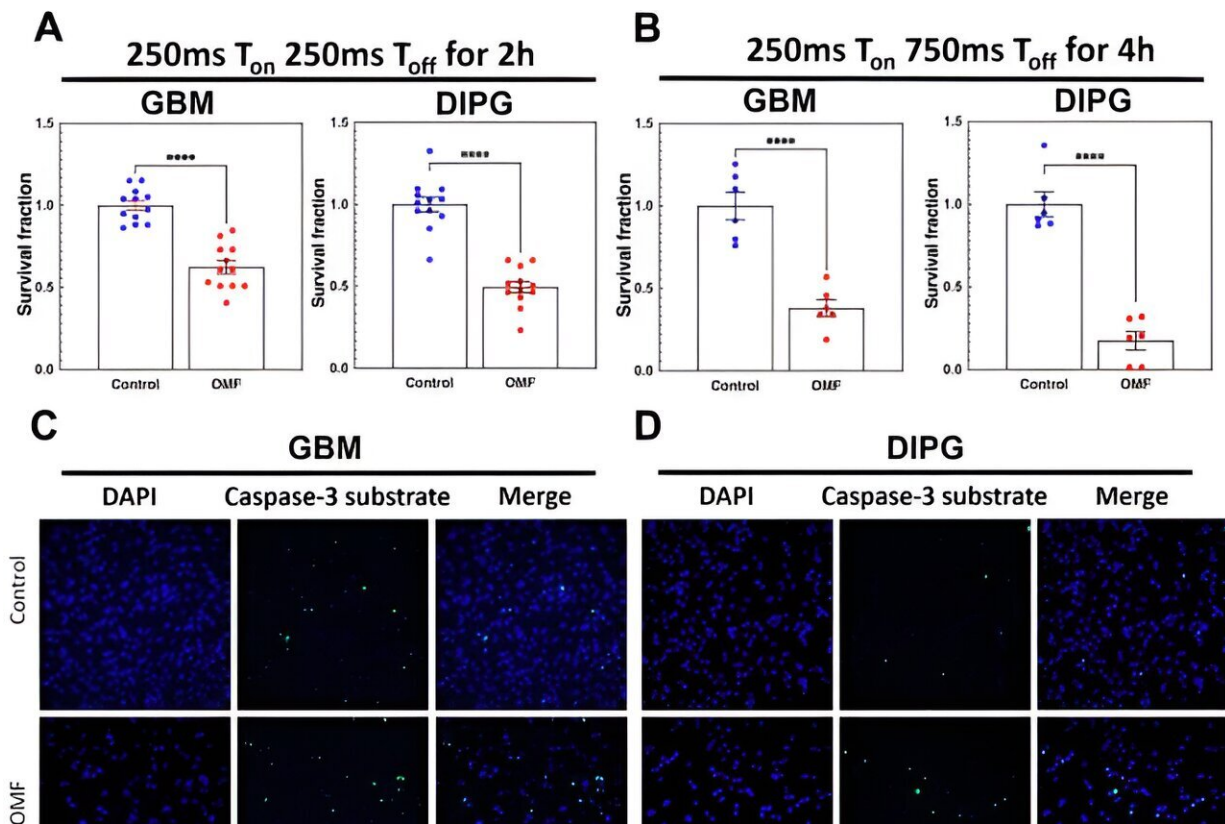 A
250ms Ton 250ms Toff for 2h
GBM
DIPG
Survival fraction
1.5
1.0
0.5
0.0
Control
OMF
Survival fraction
1.5
1.0
0.5
0.0
Control
OMF
B
250ms Ton 750ms Toff for 4h
GBM
DIPG
Survival fraction
1.5
1.0
0.5
0.0
Control
OMF
Survival fraction
1.5
1.0
0.5
0.0
Control
OMF
C
GBM
DAPI Caspase-3 substrate Merge
Control
OMF
D
DIPG
DAPI Caspase-3 substrate Merge